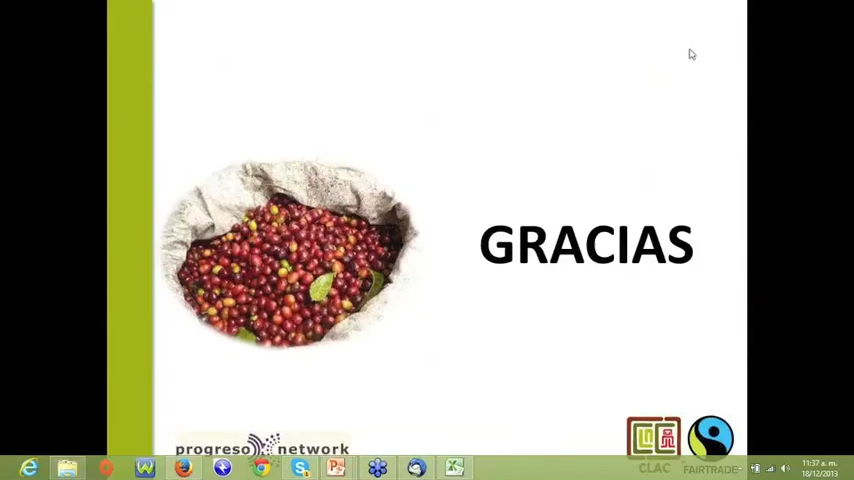 GRACIAS
progreso network
CLAC
FAIRTRADE
11:37 a. m.
18/12/2013